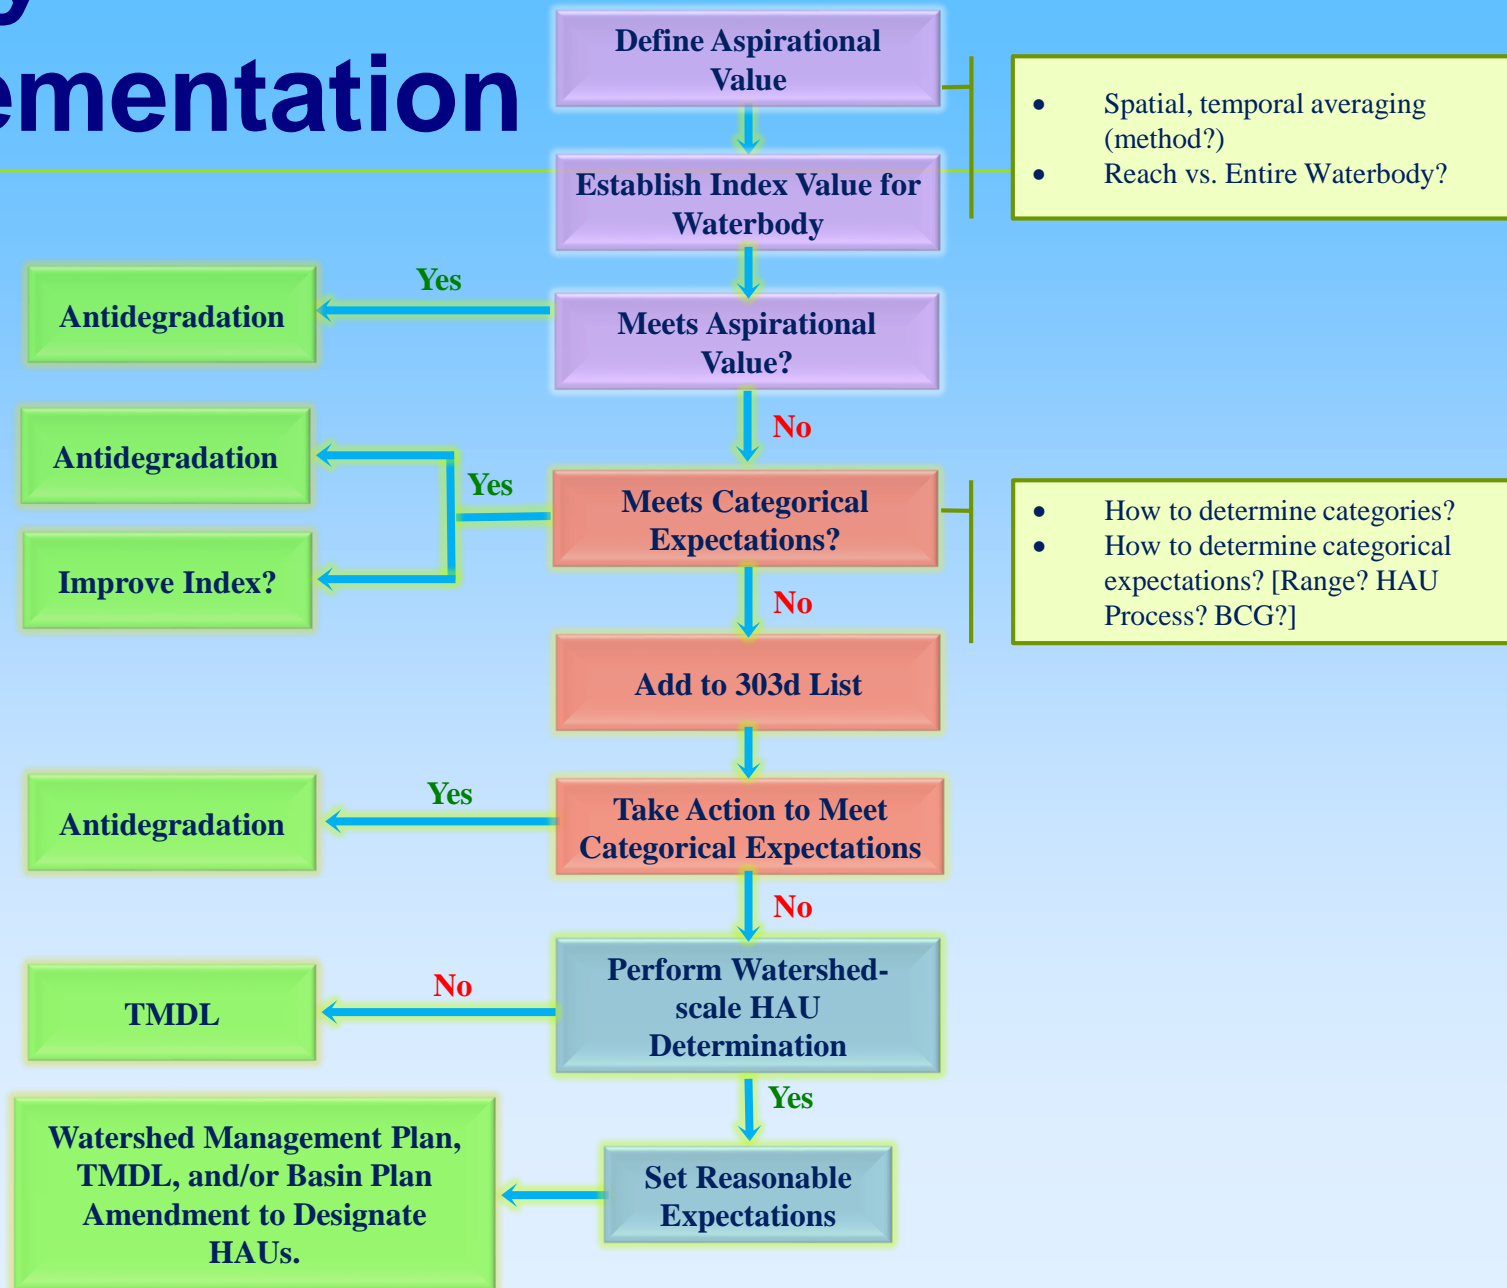 Define Aspirational
Value
• Spatial, temporal averaging
(method?)
• Reach vs. Entire Waterbody?
Establish Index Value for
Waterbody
Yes
Antidegradation
Meets Aspirational
Value?
No
Antidegradation
Yes
Improve Index?
Meets Categorical
Expectations?
• How to determine categories?
• How to determine categorical
expectations? [Range? HAU
Process? BCG?]
No
Add to 303d List
Yes
Antidegradation
Take Action to Meet
Categorical Expectations
No
Perform Watershed-
scale HAU
Determination
No
TMDL
Yes
Set Reasonable
Expectations
Watershed Management Plan,
TMDL, and/or Basin Plan
Amendment to Designate
HAUs.